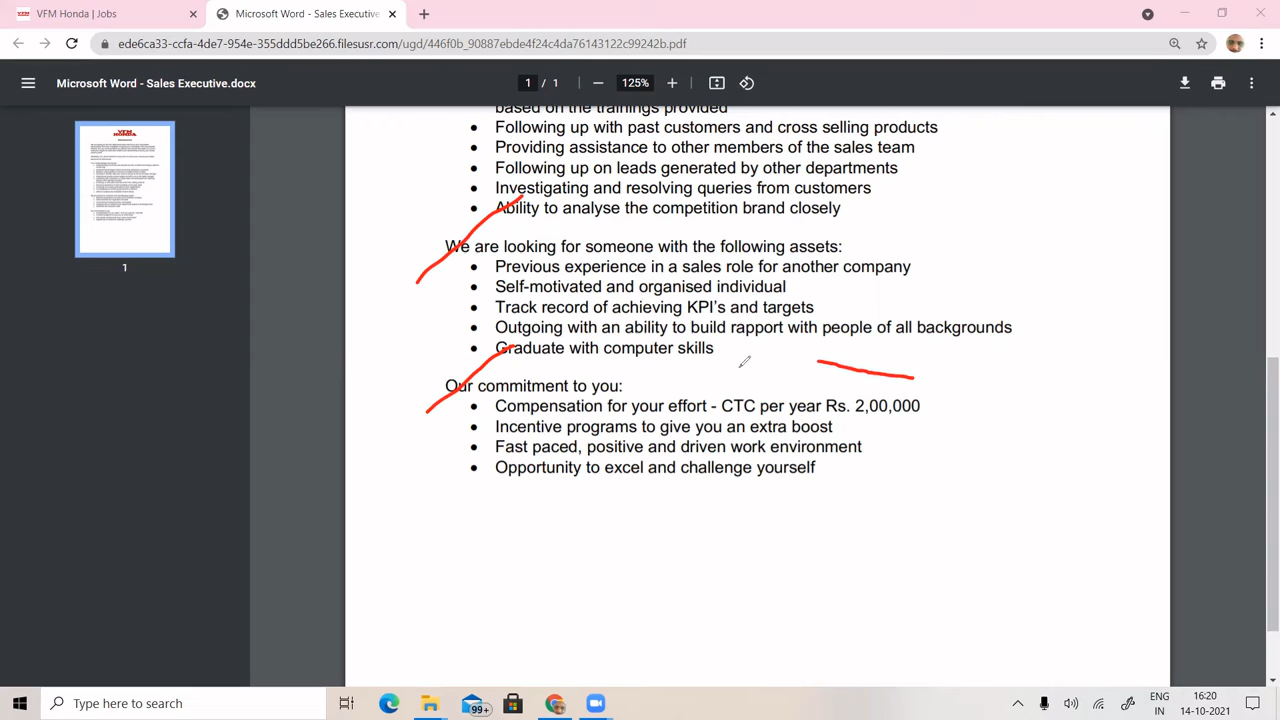 VFM Honda | Jobs
Microsoft Word - Sales Executive
ede6ca33-ccfa-4de7-954e-355ddd5be266.filesusr.com/ugd/446f0b_90887ebde4f24c4da76143122c99242b.pdf
Microsoft Word - Sales Executive.docx
1 / 1
125%
based on the trainings provided
• Following up with past customers and cross selling products
• Providing assistance to other members of the sales team
• Following up on leads generated by other departments
• Investigating and resolving queries from customers
• Ability to analyse the competition brand closely
We are looking for someone with the following assets:
• Previous experience in a sales role for another company
• Self-motivated and organised individual
• Track record of achieving KPI's and targets
• Outgoing with an ability to build rapport with people of all backgrounds
• Graduate with computer skills
Our commitment to you:
• Compensation for your effort - CTC per year Rs. 2,00,000
• Incentive programs to give you an extra boost
• Fast paced, positive and driven work environment
• Opportunity to excel and challenge yourself
VFM
HONDA
1
Type here to search
99+
ENG
IN
16:20
14-10-2021